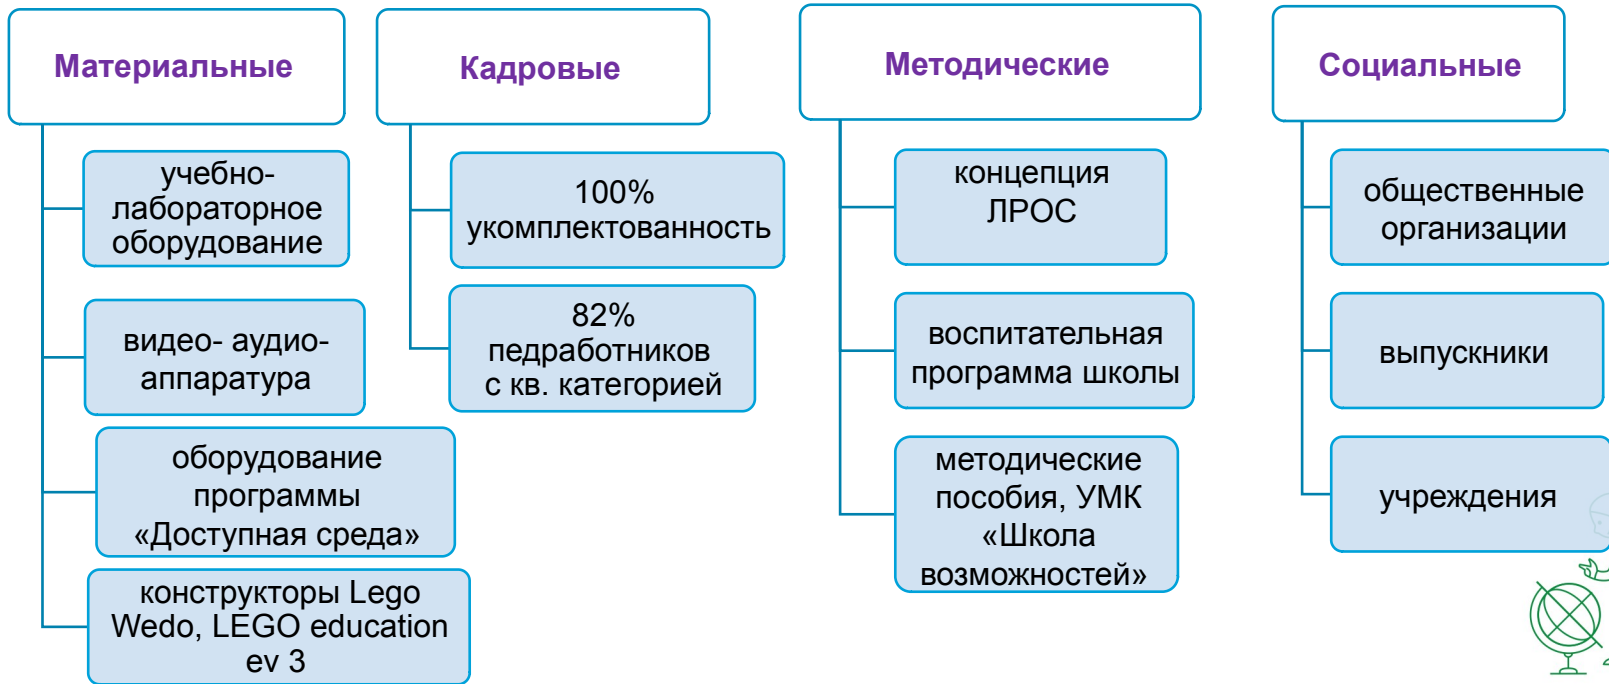 Материальные
учебно-
лабораторное
оборудование
видео- аудио-
аппаратура
оборудование
программы
«Доступная среда»
конструкторы Lego
Wedo, LEGO education
ev 3
Кадровые
100%
укомплектованность
82%
педработников
с кв. категорией
Методические
концепция
ЛРОС
воспитательная
программа школы
методические
пособия, УМК
«Школа
возможностей»
Социальные
общественные
организации
выпускники
учреждения